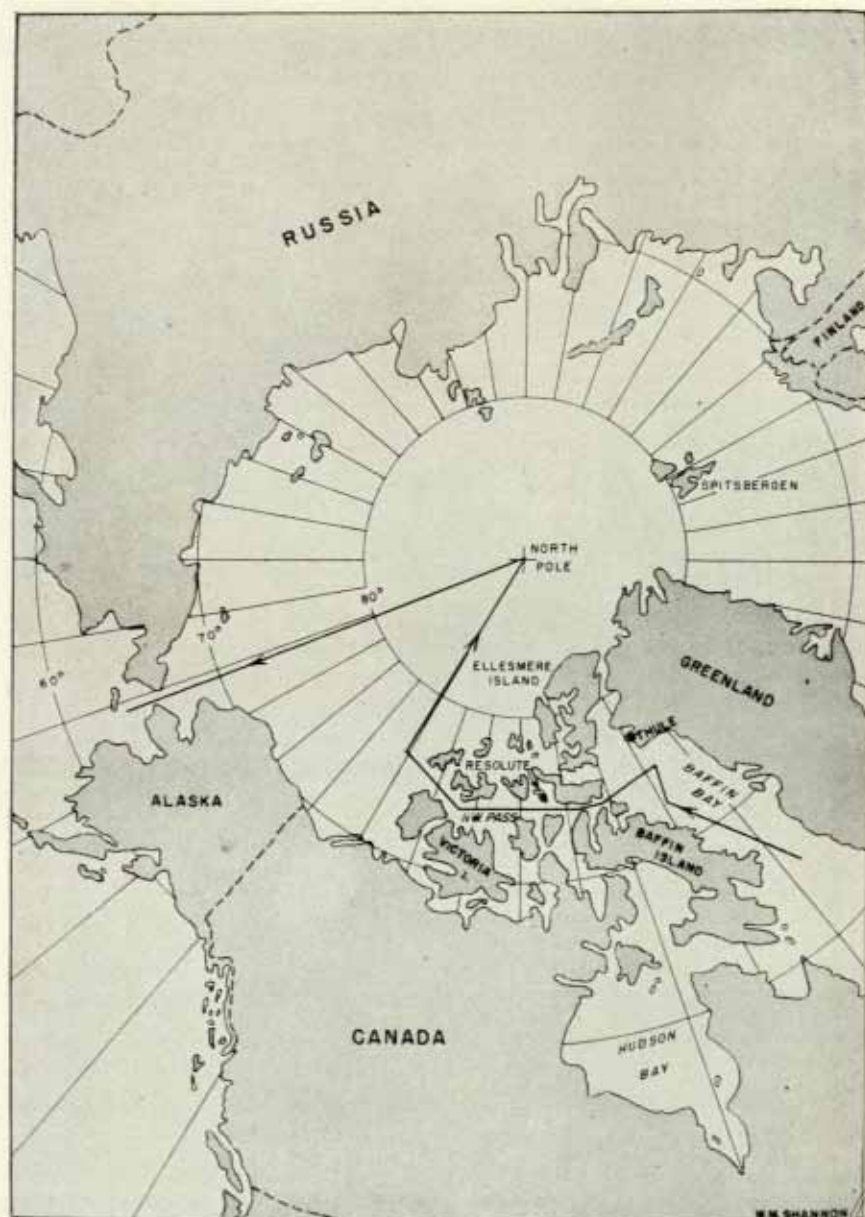 RUSSIA
FINLAND
SPITSBERGEN
NORTH
POLE
80°
70°
60°
ELLESMERE
ISLAND
GREENLAND
THULE
RESOLUTE
BAFFIN
BAY
ALASKA
NW PASS
VICTORIA
I.
BAFFIN
ISLAND
CANADA
HUDSON
BAY
W.M. SHANNON